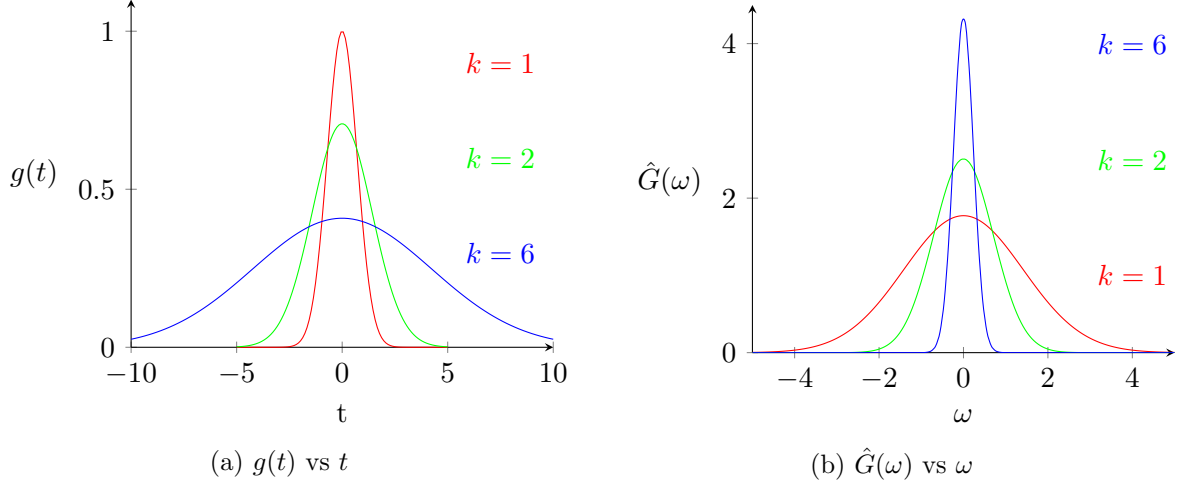 1
0.5
0
g(t)
k = 1
k = 2
k = 6
−10
−5
0
5
10
t
(a) g(t) vs t
4
2
0
Ĝ(ω)
k = 6
k = 2
k = 1
−4
−2
0
2
4
ω
(b) Ĝ(ω) vs ω